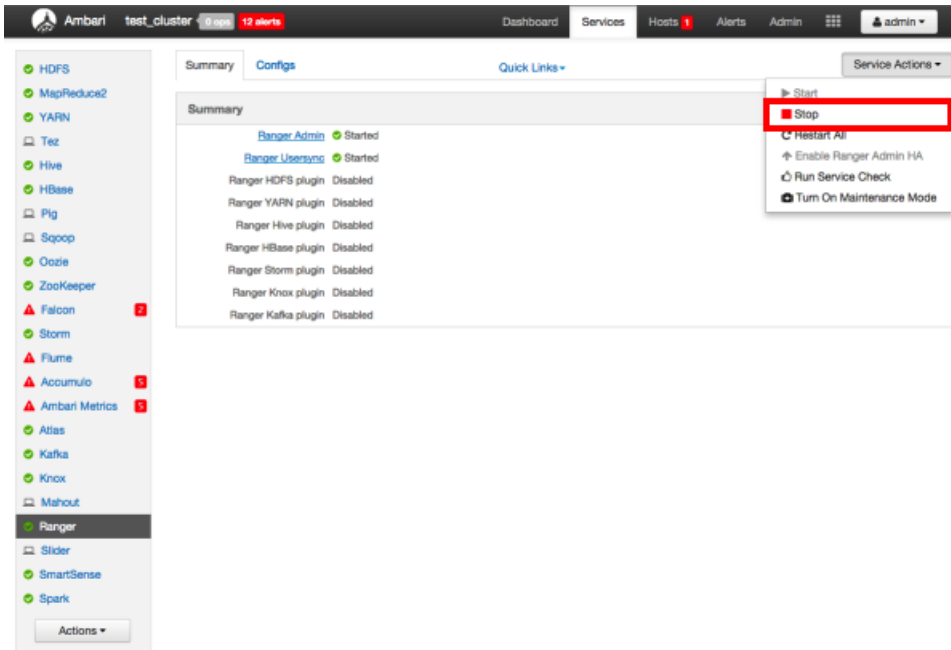 Ambari test_cluster 0 ops 12 alerts Dashboard Services Hosts 1 Alerts Admin admin
HDFS
MapReduce2
YARN
Tez
Hive
HBase
Pig
Sqoop
Oozie
ZooKeeper
Falcon 2
Storm
Flume
Accumulo 5
Ambari Metrics 5
Atlas
Kafka
Knox
Mahout
Ranger
Slider
SmartSense
Spark
Actions
Summary Configs Quick Links Service Actions
Summary
Ranger Admin Started
Ranger Usersync Started
Ranger HDFS plugin Disabled
Ranger YARN plugin Disabled
Ranger Hive plugin Disabled
Ranger HBase plugin Disabled
Ranger Storm plugin Disabled
Ranger Knox plugin Disabled
Ranger Kafka plugin Disabled
Start
Stop
Restart All
Enable Ranger Admin HA
Run Service Check
Turn On Maintenance Mode